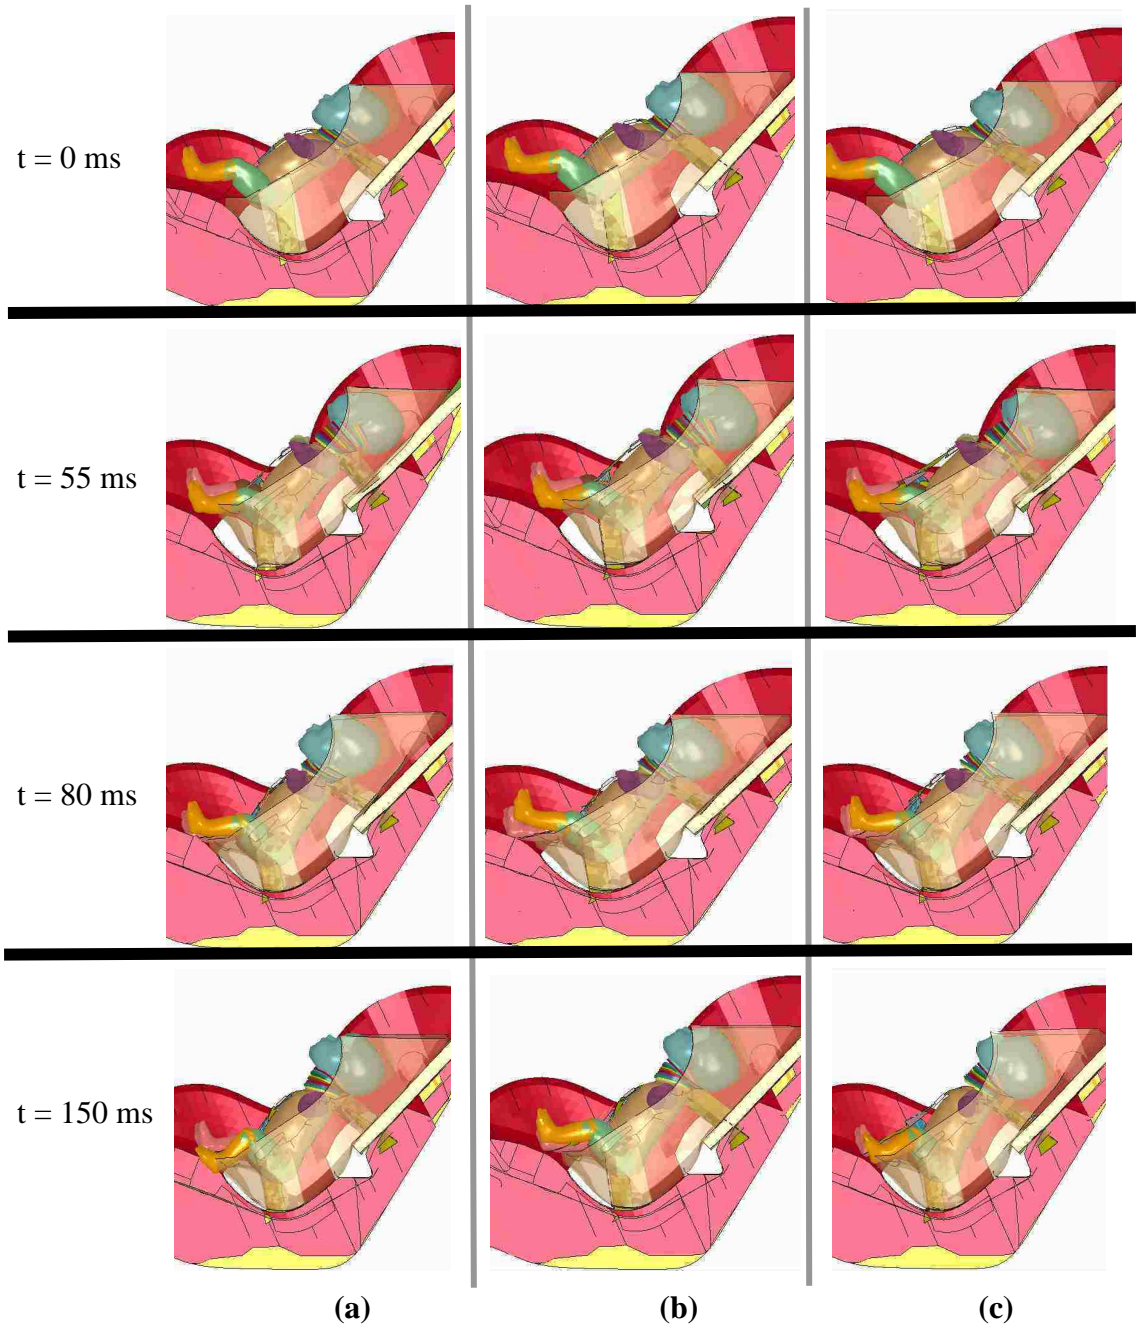 t = 0 ms
t = 55 ms
t = 80 ms
t = 150 ms
(a) (b) (c)